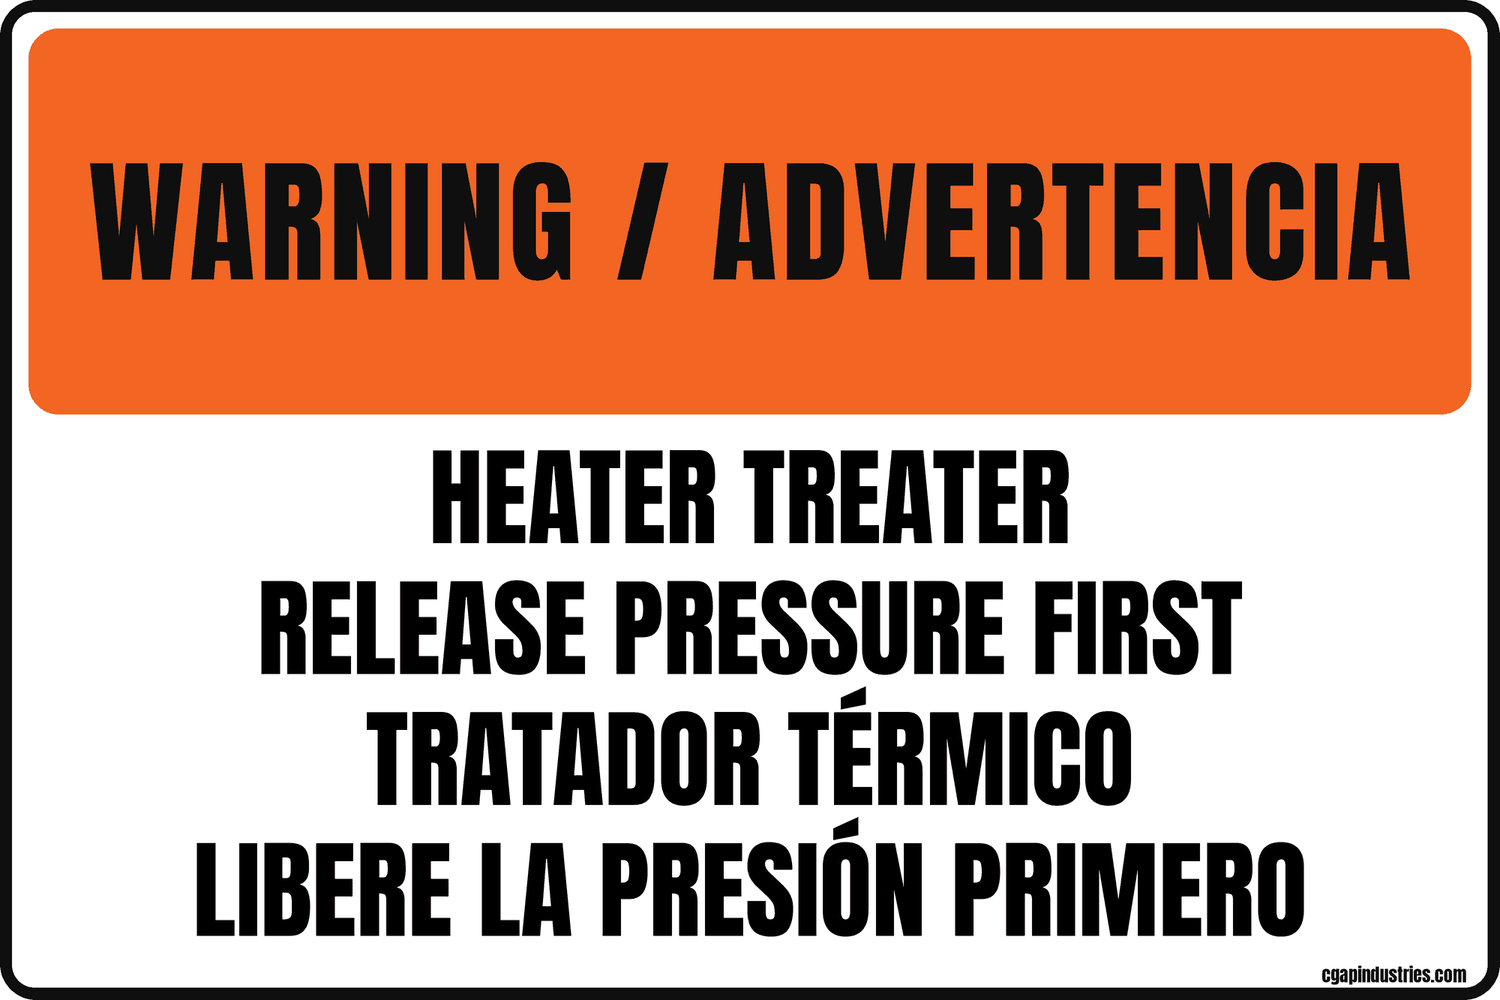 WARNING / ADVERTENCIA
HEATER TREATER
RELEASE PRESSURE FIRST
TRATADOR TÉRMICO
LIBERE LA PRESIÓN PRIMERO
cgapindustries.com